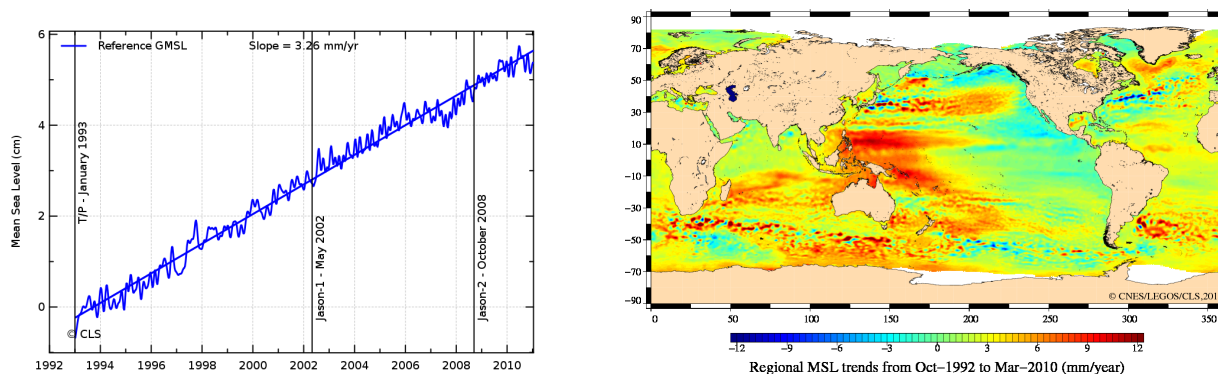 Reference GMSL
Slope = 3.26 mm/yr
6
4
2
0
Mean Sea Level (cm)
T/P - January 1993
Jason-1 - May 2002
Jason-2 - October 2008
© CLS
1992 1994 1996 1998 2000 2002 2004 2006 2008 2010
90
70
50
30
10
−10
−30
−50
−70
−90
© CNES/LEGOS/CLS,201
0 50 100 150 200 250 300 350
−12 −9 −6 −3 0 3 6 9 12
Regional MSL trends from Oct−1992 to Mar−2010 (mm/year)